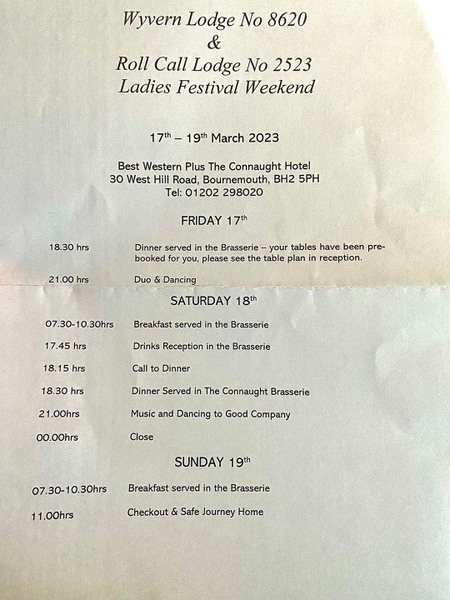 Wyvern Lodge No 8620
&
Roll Call Lodge No 2523
Ladies Festival Weekend
17th – 19th March 2023
Best Western Plus The Connaught Hotel
30 West Hill Road, Bournemouth, BH2 5PH
Tel: 01202 298020
FRIDAY 17th
18.30 hrs Dinner served in the Brasserie – your tables have been pre-
booked for you, please see the table plan in reception.
21.00 hrs Duo & Dancing
SATURDAY 18th
07.30-10.30hrs Breakfast served in the Brasserie
17.45 hrs Drinks Reception in the Brasserie
18.15 hrs Call to Dinner
18.30 hrs Dinner Served in The Connaught Brasserie
21.00hrs Music and Dancing to Good Company
00.00hrs Close
SUNDAY 19th
07.30-10.30hrs Breakfast served in the Brasserie
11.00hrs Checkout & Safe Journey Home